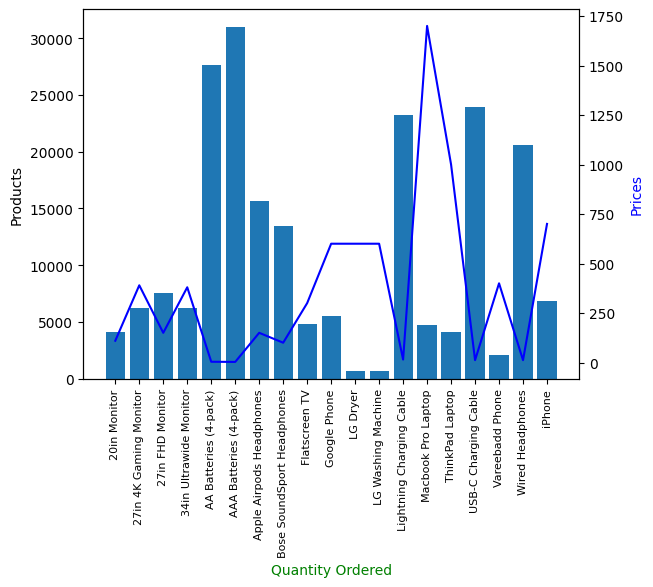 30000
25000
20000
15000
10000
5000
0
Products
1750
1500
1250
1000
750
500
250
0
Prices
20in Monitor
27in 4K Gaming Monitor
27in FHD Monitor
34in Ultrawide Monitor
AA Batteries (4-pack)
AAA Batteries (4-pack)
Apple Airpods Headphones
Bose SoundSport Headphones
Flatscreen TV
Google Phone
LG Dryer
LG Washing Machine
Lightning Charging Cable
Macbook Pro Laptop
ThinkPad Laptop
USB-C Charging Cable
Vareebadd Phone
Wired Headphones
iPhone
Quantity Ordered